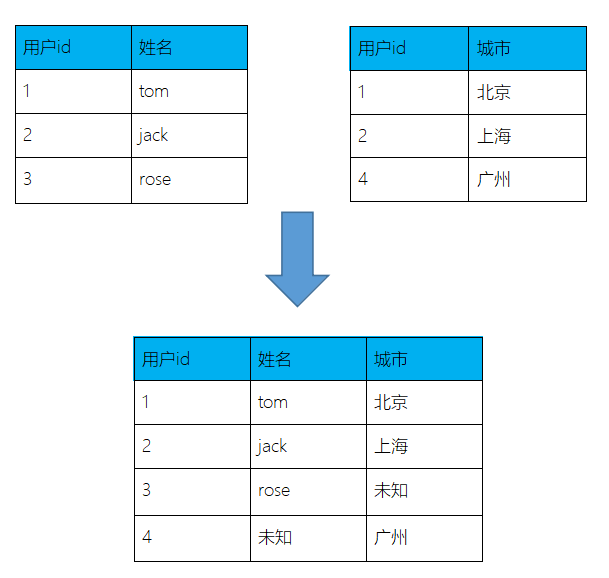 用户id 姓名
1 tom
2 jack
3 rose
用户id 城市
1 北京
2 上海
4 广州
用户id 姓名 城市
1 tom 北京
2 jack 上海
3 rose 未知
4 未知 广州